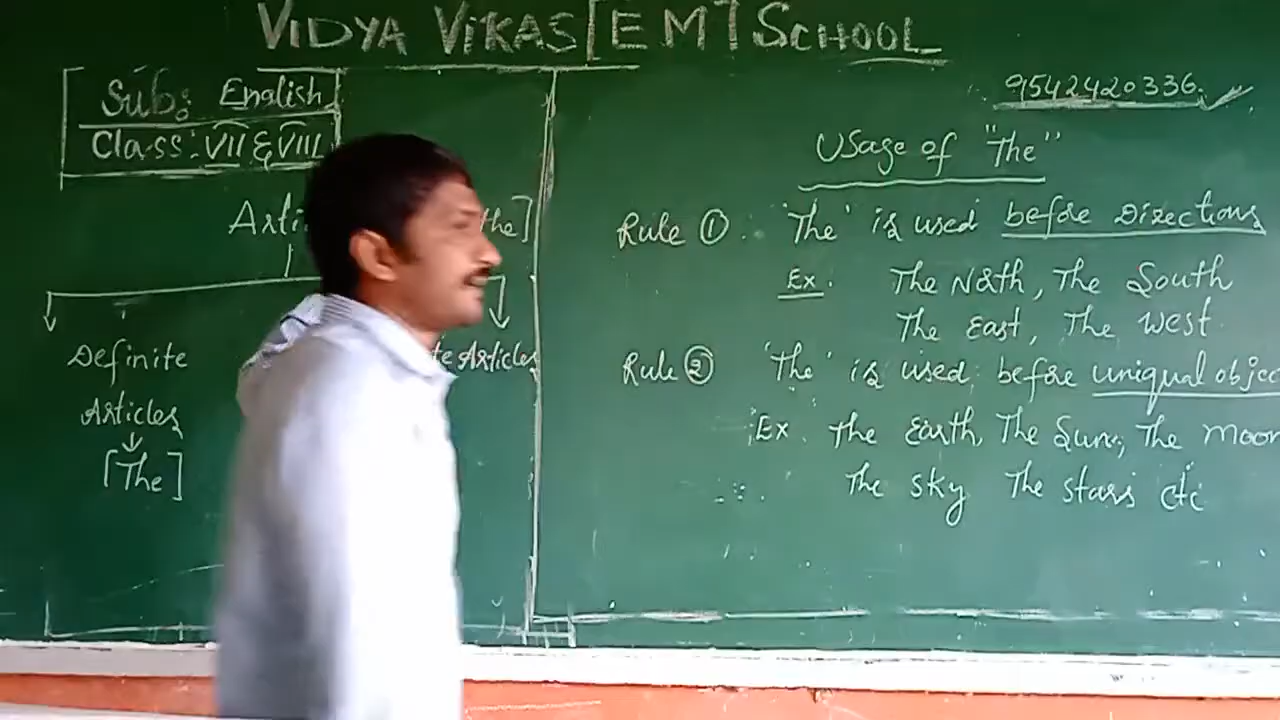 VIDYA VIKAS [E M] SCHOOL
Sub: English
Class: VII & VIII
Definite
Articles
[The]
Articles
9542420336.
Usage of "The"
Rule ① : 'The' is used before Directions
Ex. The North, The South
The East, The West.
Rule ② 'The' is used before uniqual objec
Ex. The Earth, The Sun, The Moon
The sky The stars etc